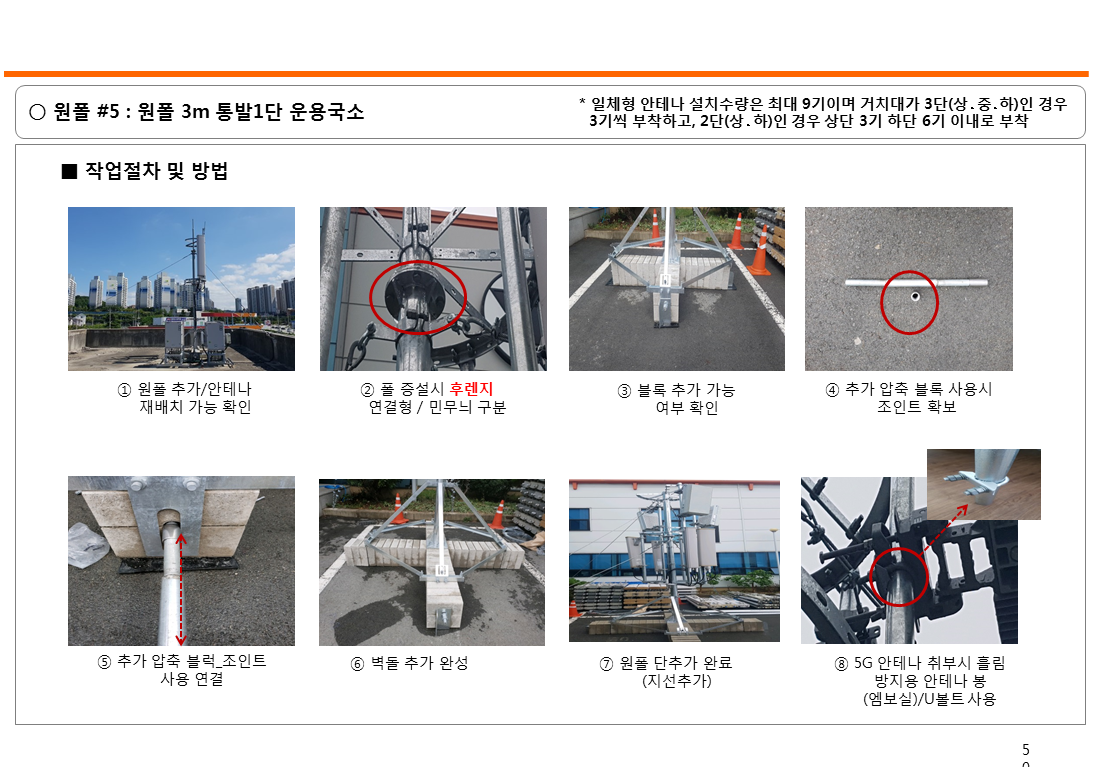 ○ 원폴 #5 : 원폴 3m 통발1단 운용국소
* 일체형 안테나 설치수량은 최대 9기이며 거치대가 3단(상.중.하)인 경우
3기씩 부착하고, 2단(상.하)인 경우 상단 3기 하단 6기 이내로 부착
■ 작업절차 및 방법
① 원폴 추가/안테나
재배치 가능 확인
② 폴 증설시 후렌지
연결형 / 민무늬 구분
③ 블록 추가 가능
여부 확인
④ 추가 압축 블록 사용시
조인트 확보
⑤ 추가 압축 블럭_조인트
사용 연결
⑥ 벽돌 추가 완성
⑦ 원폴 단추가 완료
(지선추가)
⑧ 5G 안테나 취부시 흘림
방지용 안테나 봉
(엠보실)/U볼트 사용
5
0